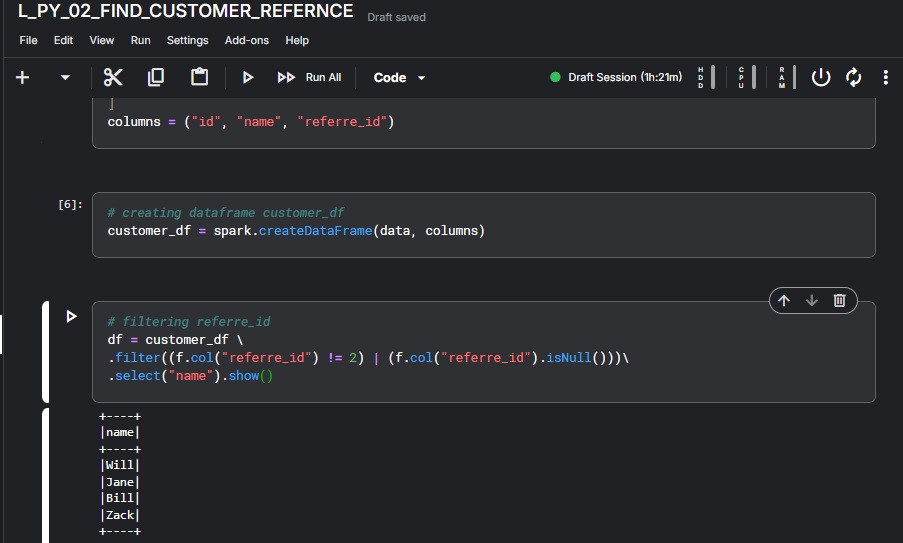 L_PY_02_FIND_CUSTOMER_REFERNCE Draft saved
File Edit View Run Settings Add-ons Help
Run All Code Draft Session (1h:21m) HDD CPU RAM
]
columns = ("id", "name", "referre_id")
[6]:
# creating dataframe customer_df
customer_df = spark.createDataFrame(data, columns)
# filtering referre_id
df = customer_df \
.filter((f.col("referre_id") != 2) | (f.col("referre_id").isNull()))\
.select("name").show()
+----+
|name|
+----+
|Will|
|Jane|
|Bill|
|Zack|
+----+